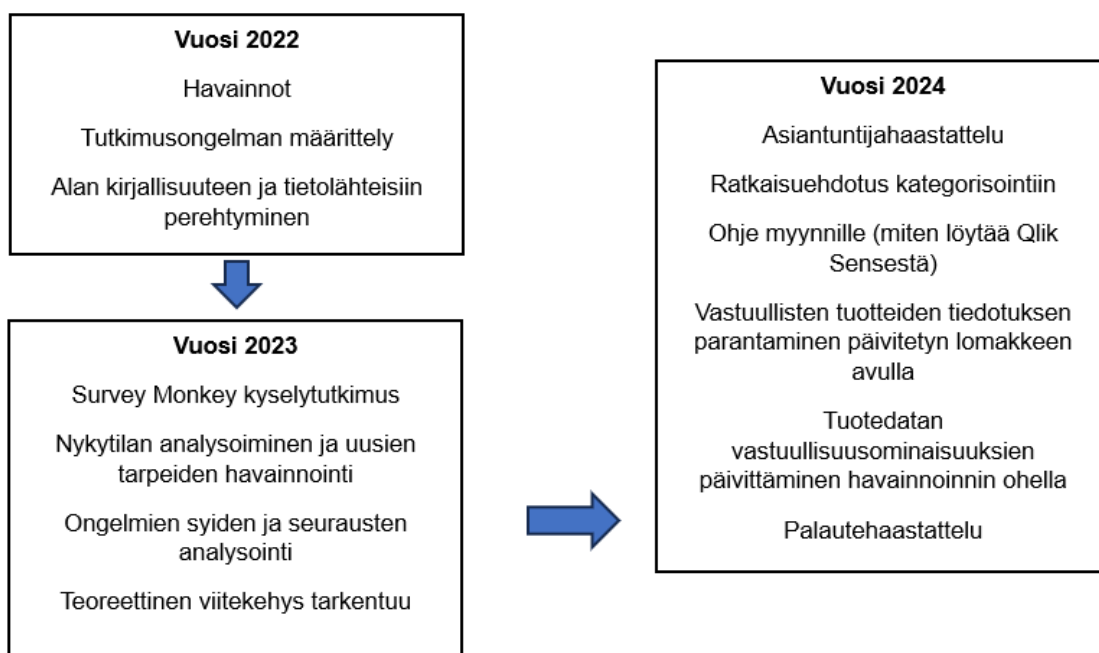 Vuosi 2022
Havainnot
Tutkimusongelman määrittely
Alan kirjallisuuteen ja tietolähteisiin
perehtyminen
Vuosi 2023
Survey Monkey kyselytutkimus
Nykytilan analysoiminen ja uusien
tarpeiden havainnointi
Ongelmien syiden ja seurausten
analysointi
Teoreettinen viitekehys tarkentuu
Vuosi 2024
Asiantuntijahaastattelu
Ratkaisuehdotus kategorisointiin
Ohje myynnille (miten löytää Qlik
Sensestä)
Vastuullisten tuotteiden tiedotuksen
parantaminen päivitetyn lomakkeen
avulla
Tuotedatan
vastuullisuusominaisuuksien
päivittäminen havainnoinnin ohella
Palautehaastattelu